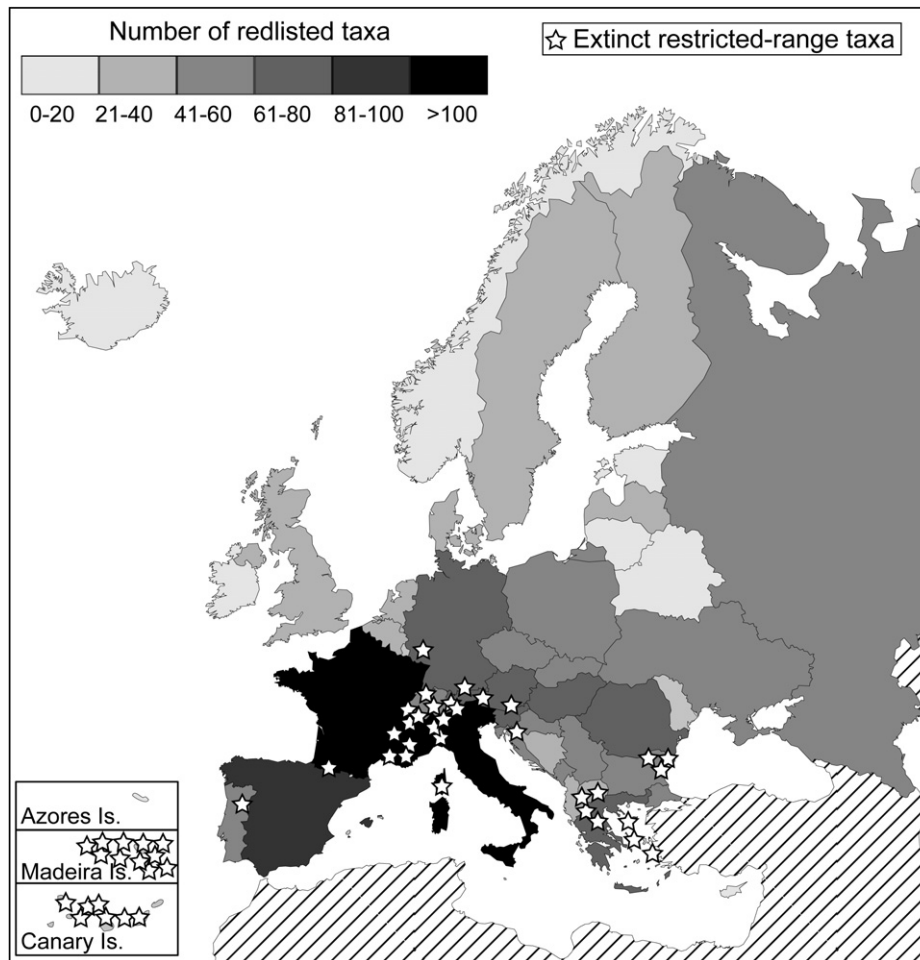 Number of redlisted taxa
☆ Extinct restricted-range taxa
0-20 21-40 41-60 61-80 81-100 >100
Azores Is.
Madeira Is.
Canary Is.